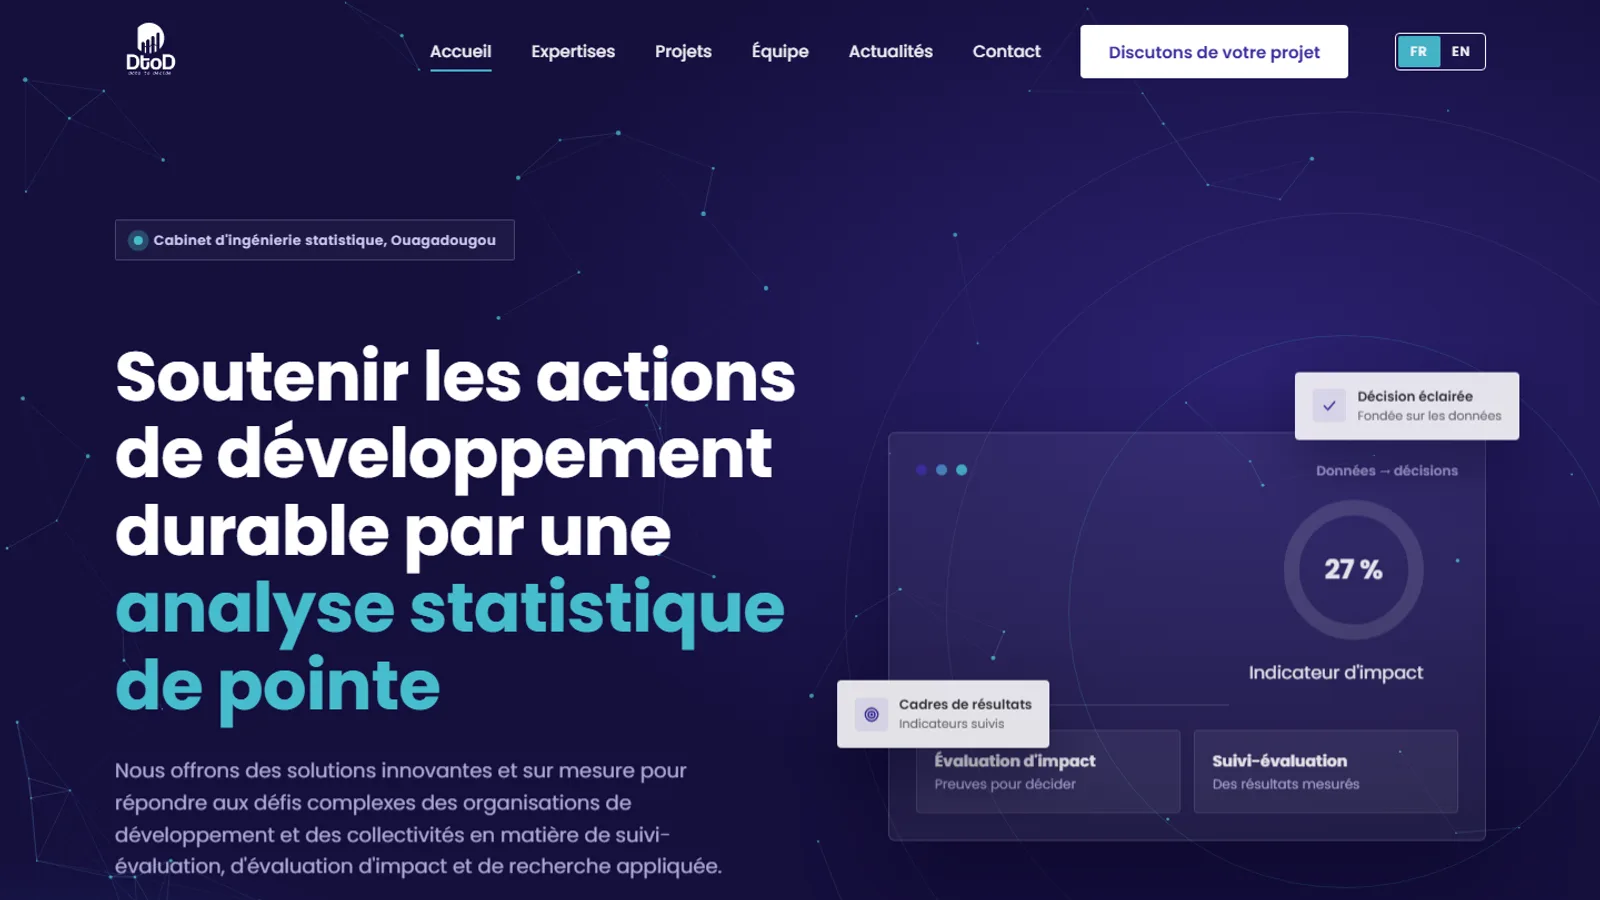 DtoD
DATA TO DECIDE
Accueil
Expertises
Projets
Équipe
Actualités
Contact
Discutons de votre projet
FR
EN
Cabinet d'ingénierie statistique, Ouagadougou
Soutenir les actions
de développement
durable par une
analyse statistique
de pointe
Nous offrons des solutions innovantes et sur mesure pour
répondre aux défis complexes des organisations de
développement et des collectivités en matière de suivi-
évaluation, d'évaluation d'impact et de recherche appliquée.
Décision éclairée
Fondée sur les données
Données → décisions
27 %
Indicateur d'impact
Cadres de résultats
Indicateurs suivis
Évaluation d'impact
Preuves pour décider
Suivi-évaluation
Des résultats mesurés